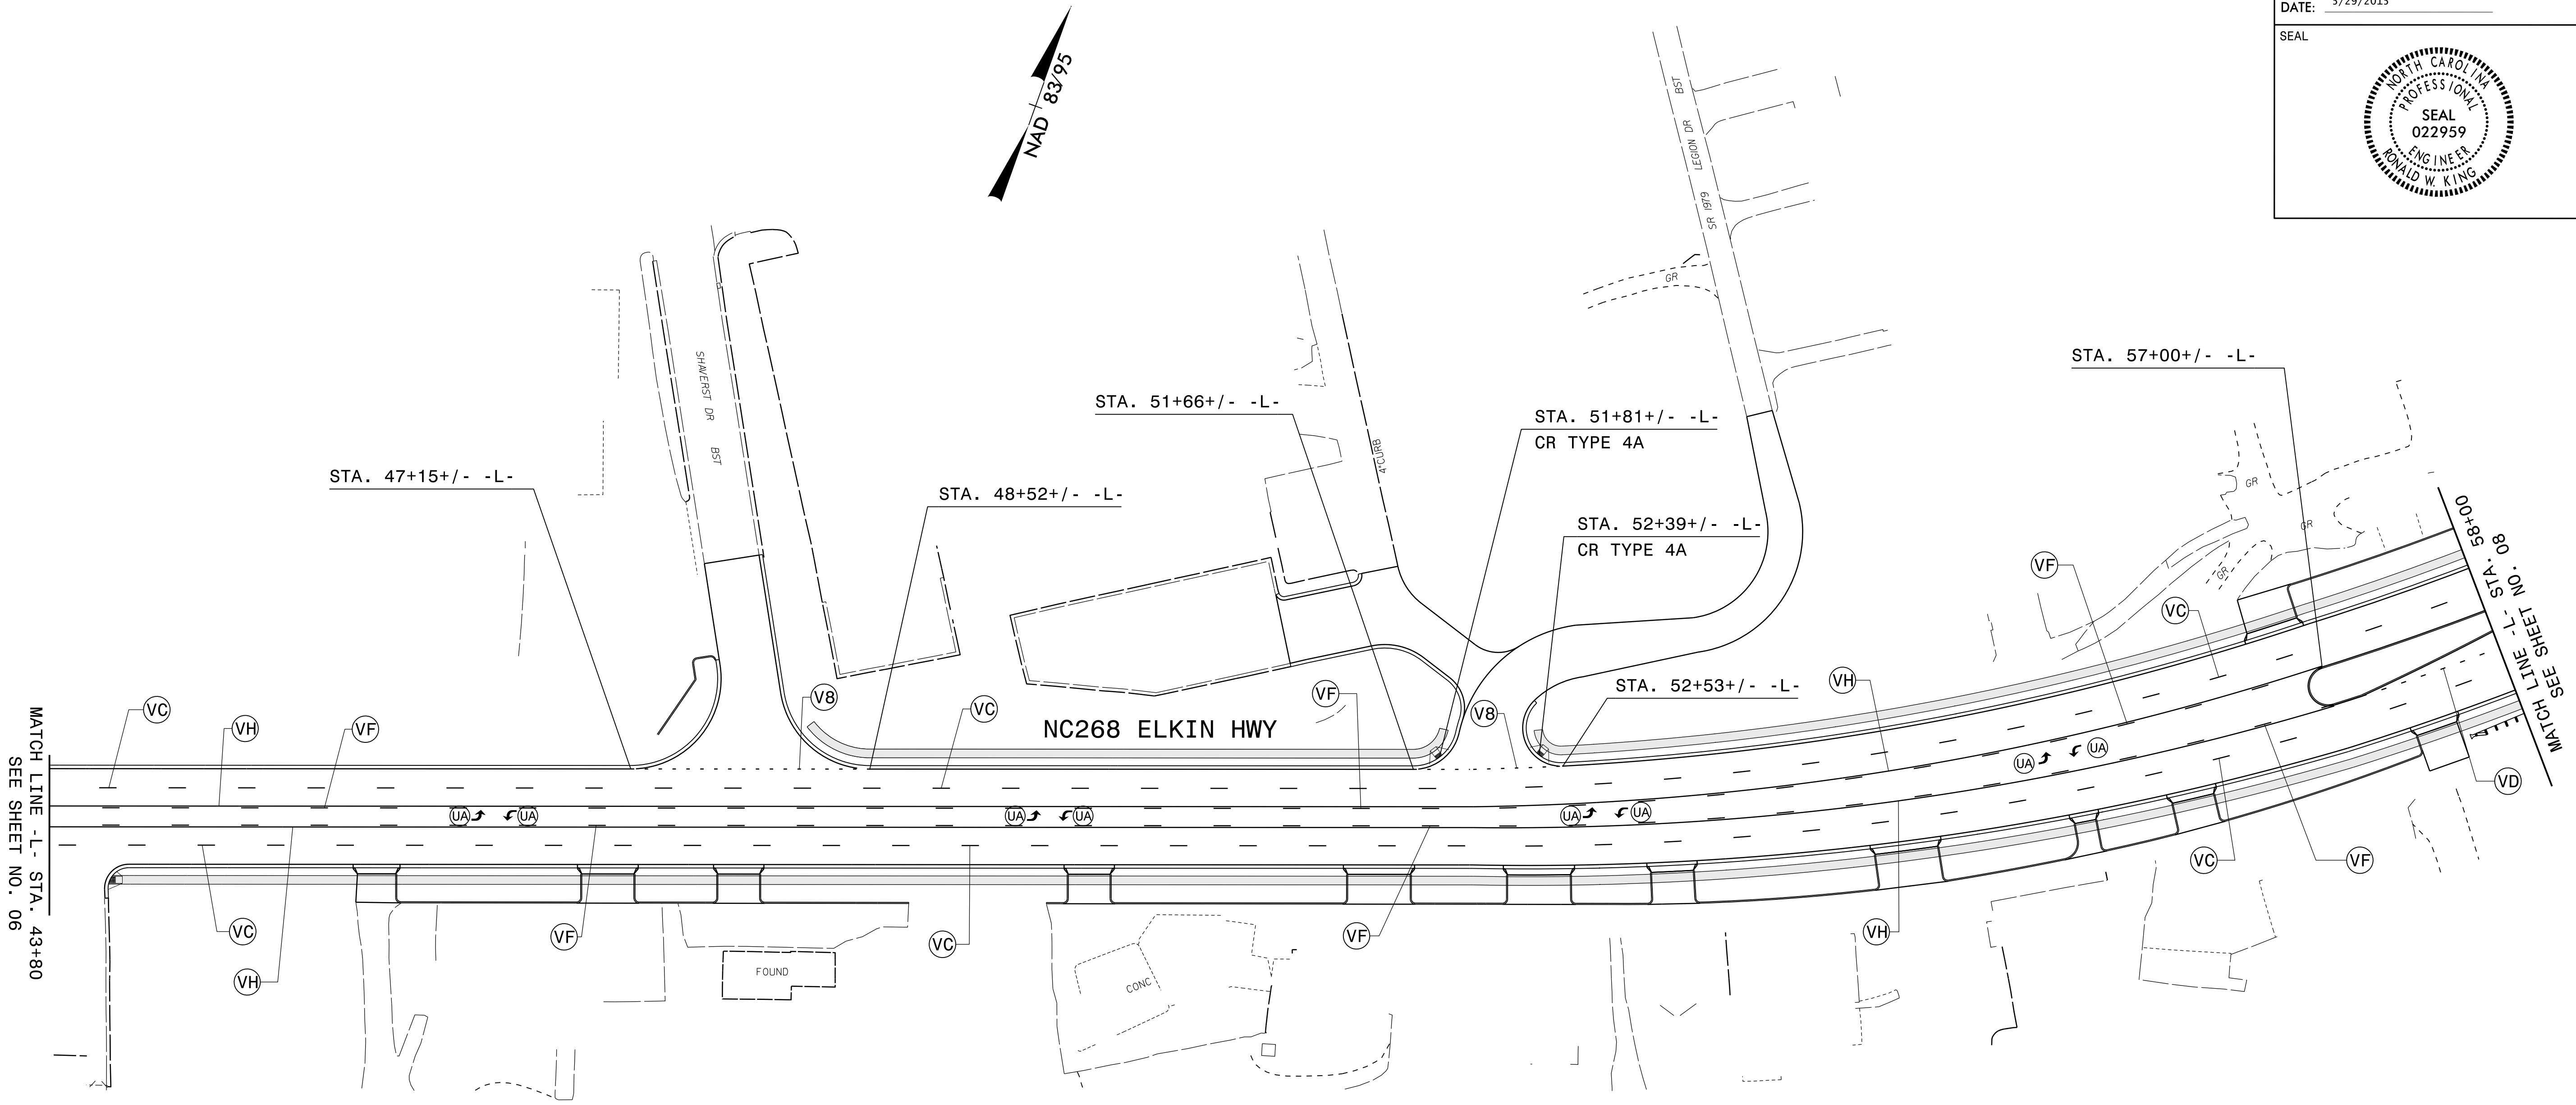 DATE: 5/29/2015
SEAL
NORTH CAROLINA
PROFESSIONAL
SEAL
022959
ENGINEER
RONALD W. KING
NAD 83/95
BST
SR 1979 LEGION DR
GR
SHAVERST DR BST
STA. 57+00+/- -L-
STA. 51+66+/- -L-
STA. 51+81+/- -L-
CR TYPE 4A
4"CURB
STA. 47+15+/- -L-
STA. 48+52+/- -L-
STA. 52+39+/- -L-
CR TYPE 4A
GR
GR
GR
VF
VC
MATCH LINE -L- STA. 58+00
SEE SHEET NO. 08
VH
STA. 52+53+/- -L-
VC
VH
VF
V8
VC
VF
V8
NC268 ELKIN HWY
UA UA
VD
UA UA
UA UA
UA UA
MATCH LINE -L- STA. 43+80
SEE SHEET NO. 06
VC
VF
VC
VF
VC
VF
VH
VH
FOUND
CONC